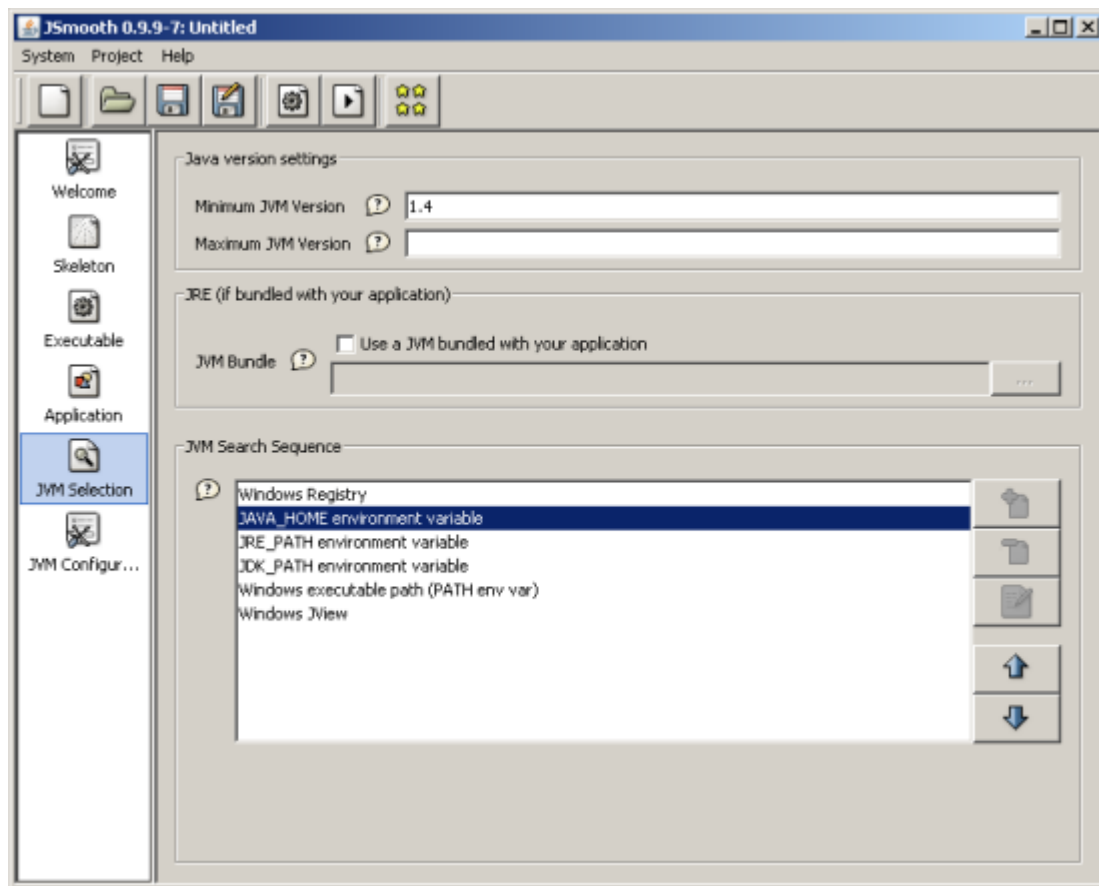 JSmooth 0.9.9-7: Untitled
System Project Help
Welcome
Skeleton
Executable
Application
JVM Selection
JVM Configur...
Java version settings
Minimum JVM Version ? 1.4
Maximum JVM Version ?
JRE (if bundled with your application)
Use a JVM bundled with your application
JVM Bundle ?
...
JVM Search Sequence
?
Windows Registry
JAVA_HOME environment variable
JRE_PATH environment variable
JDK_PATH environment variable
Windows executable path (PATH env var)
Windows JView